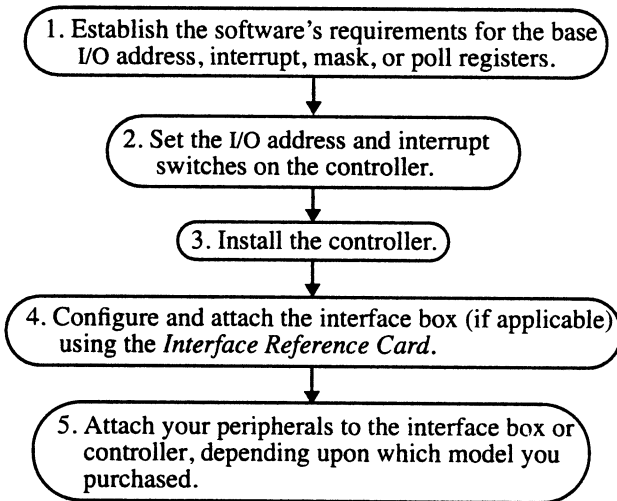 1. Establish the software's requirements for the base
I/O address, interrupt, mask, or poll registers.
2. Set the I/O address and interrupt
switches on the controller.
3. Install the controller.
4. Configure and attach the interface box (if applicable)
using the Interface Reference Card.
5. Attach your peripherals to the interface box or
controller, depending upon which model you
purchased.